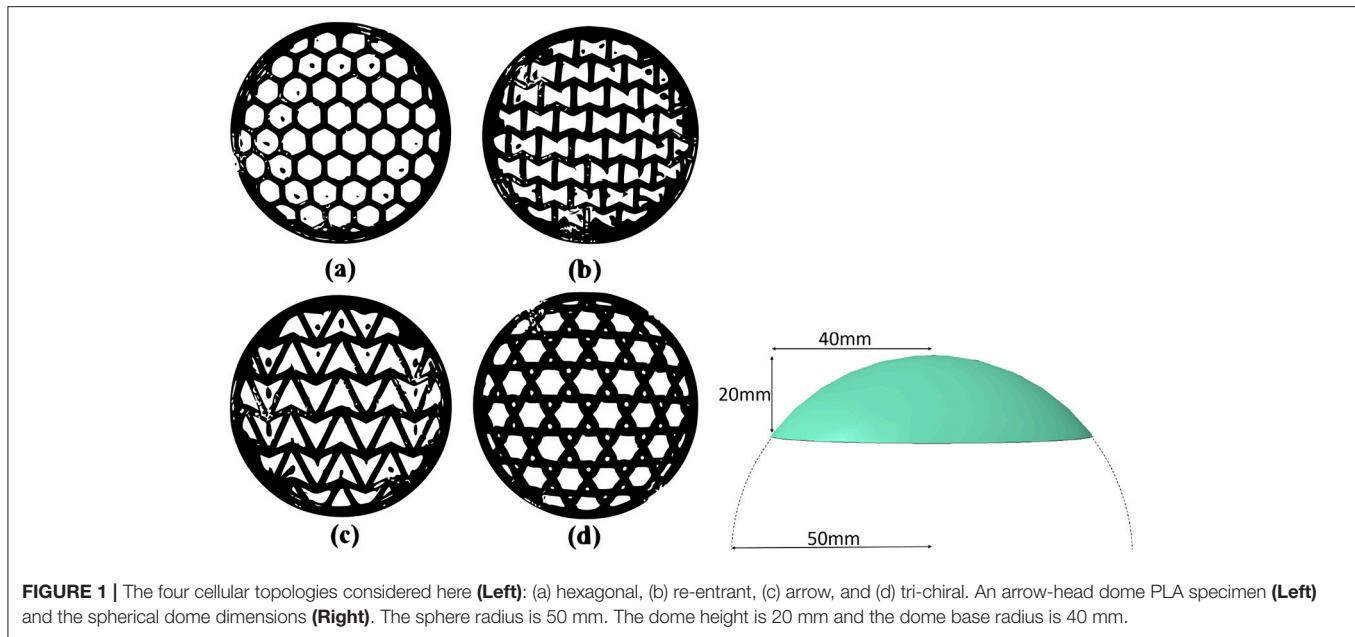 (a)
(b)
(c)
(d)
40mm
20mm
50mm
FIGURE 1 | The four cellular topologies considered here (Left): (a) hexagonal, (b) re-entrant, (c) arrow, and (d) tri-chiral. An arrow-head dome PLA specimen (Left)
and the spherical dome dimensions (Right). The sphere radius is 50 mm. The dome height is 20 mm and the dome base radius is 40 mm.